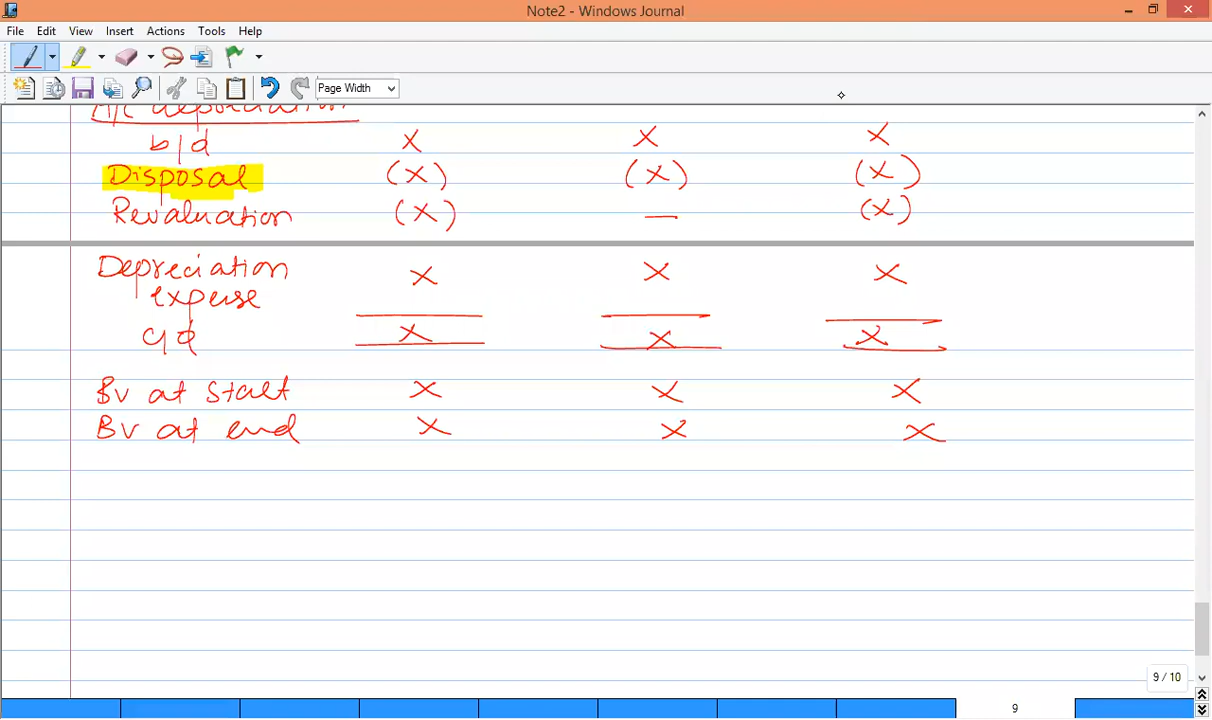 Note2 - Windows Journal
File Edit View Insert Actions Tools Help
Page Width
A/c depreciation
b/d X X X
Disposal (X) (X) (X)
Revaluation (X) — (X)
Depreciation X X X
expense
c/d X X X
BV at start X X X
BV at end X X X
9 / 10
9